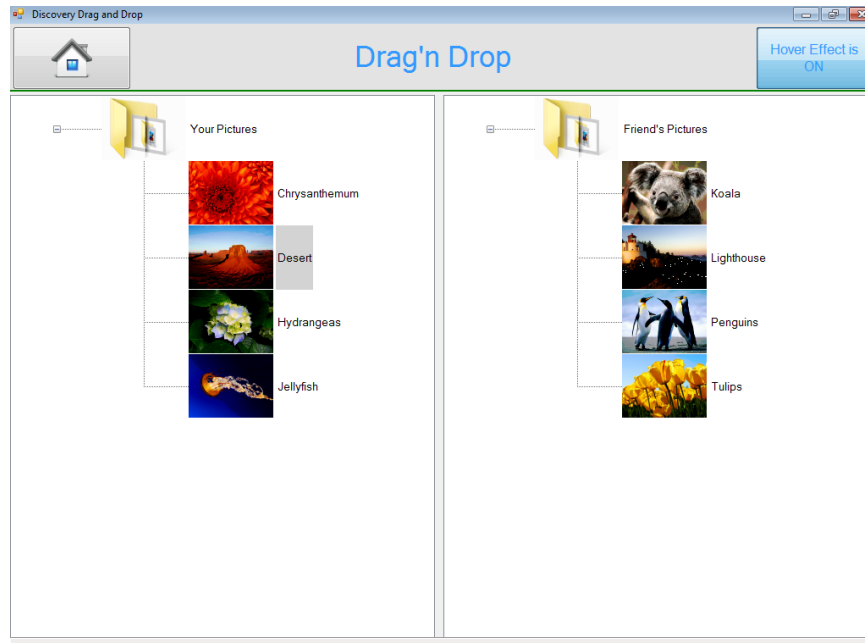 Discovery Drag and Drop
Drag'n Drop
Hover Effect is
ON
Your Pictures
Chrysanthemum
Desert
Hydrangeas
Jellyfish
Friend's Pictures
Koala
Lighthouse
Penguins
Tulips